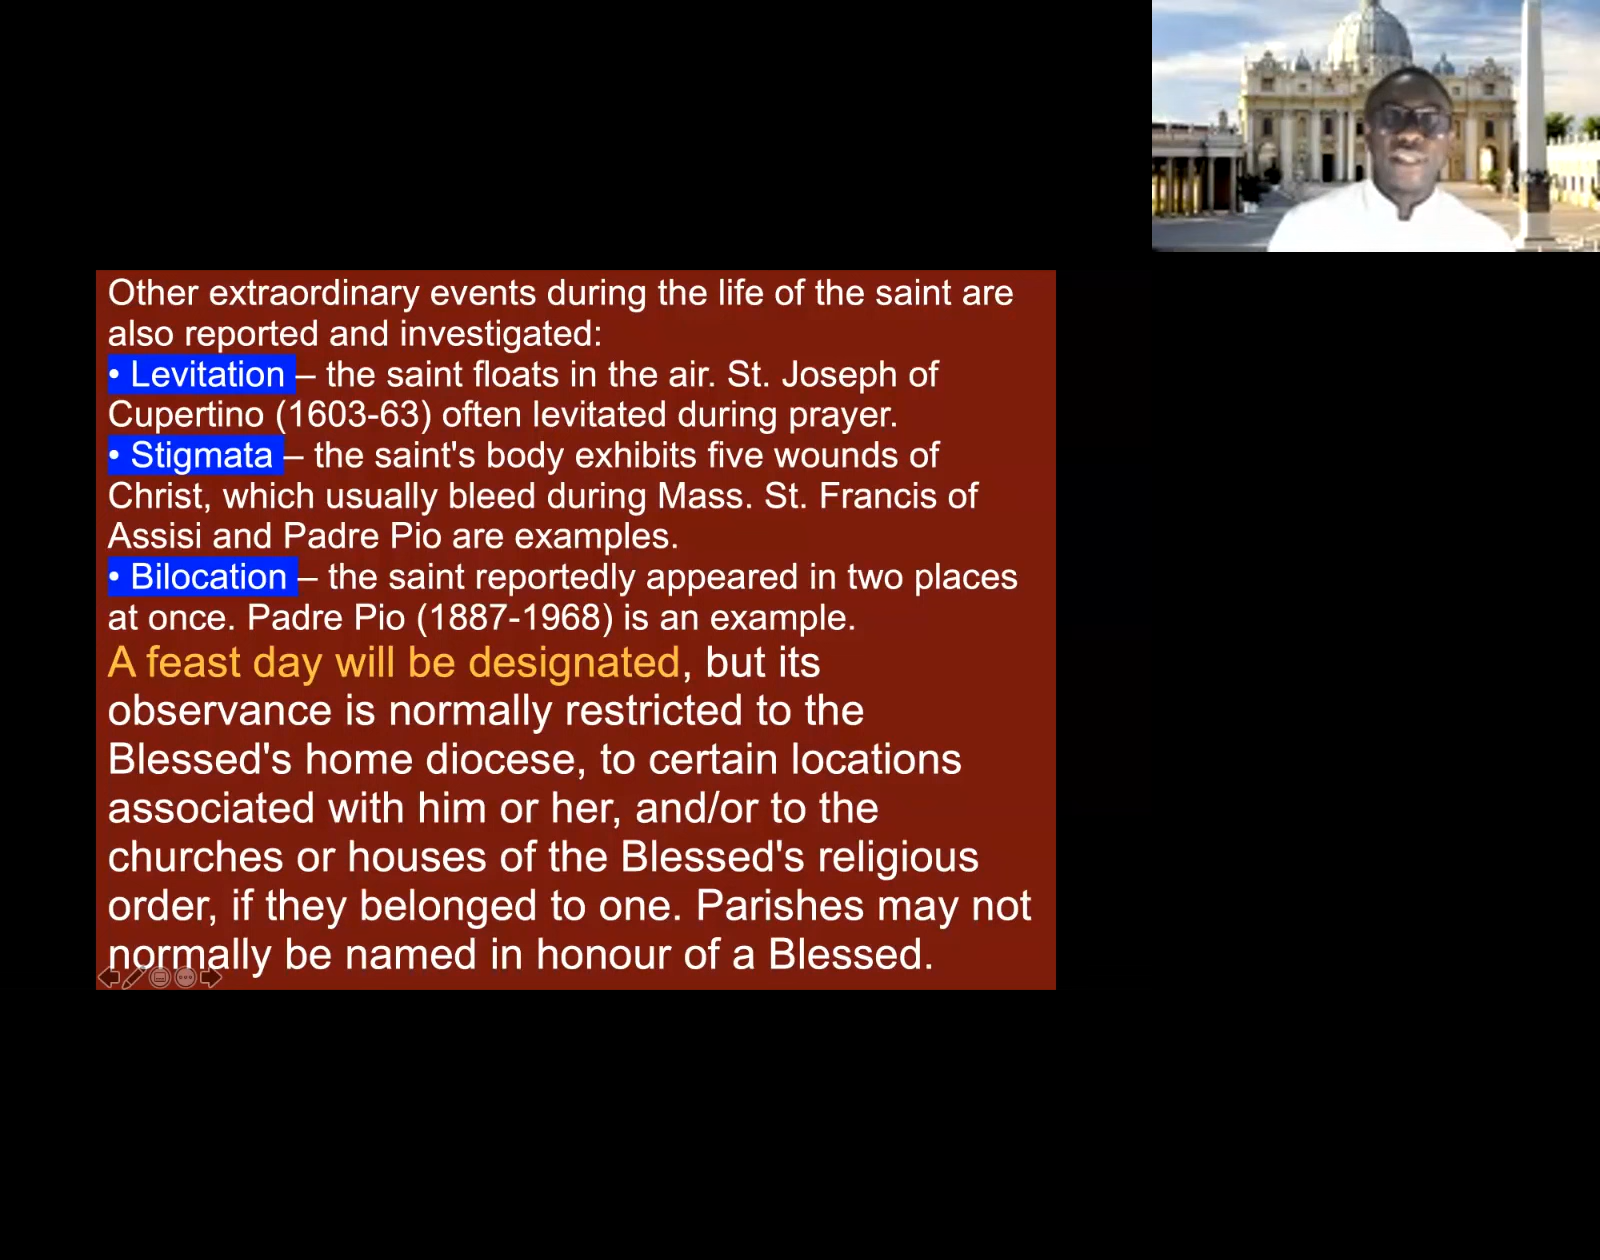 Other extraordinary events during the life of the saint are
also reported and investigated:
• Levitation – the saint floats in the air. St. Joseph of
Cupertino (1603-63) often levitated during prayer.
• Stigmata – the saint's body exhibits five wounds of
Christ, which usually bleed during Mass. St. Francis of
Assisi and Padre Pio are examples.
• Bilocation – the saint reportedly appeared in two places
at once. Padre Pio (1887-1968) is an example.
A feast day will be designated, but its
observance is normally restricted to the
Blessed's home diocese, to certain locations
associated with him or her, and/or to the
churches or houses of the Blessed's religious
order, if they belonged to one. Parishes may not
normally be named in honour of a Blessed.